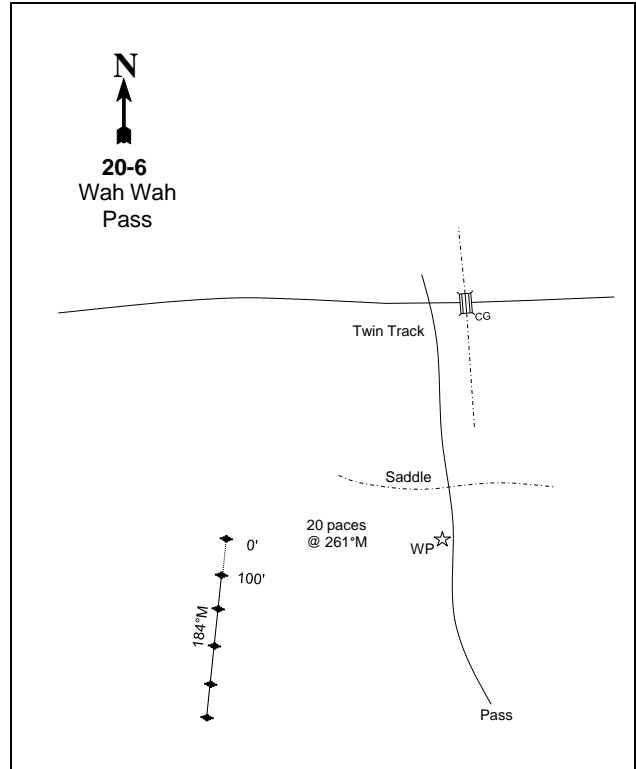 N
20-6
Wah Wah
Pass
CG
Twin Track
Saddle
20 paces
@ 261°M
WP
0'
100'
184°M
Pass